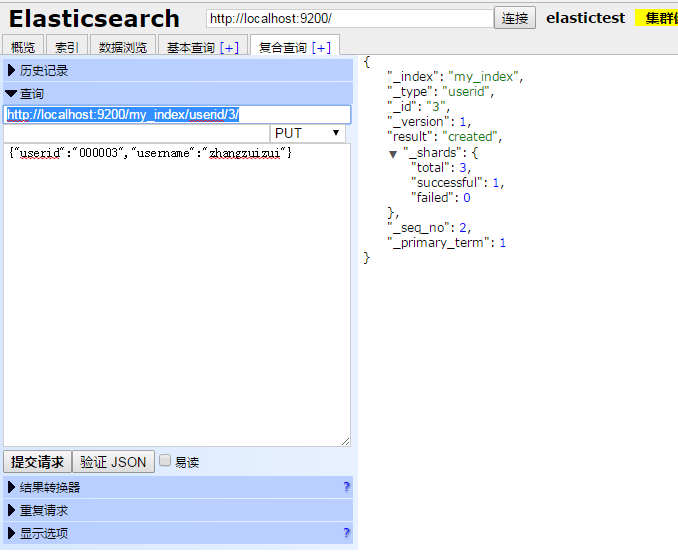 Elasticsearch http://localhost:9200/ 连接 elastictest 集群
概览 索引 数据浏览 基本查询 [+] 复合查询 [+]
历史记录
查询
http://localhost:9200/my_index/userid/3/
PUT
{"userid":"000003","username":"zhangzuizui"}
提交请求 验证 JSON 易读
结果转换器 ?
重复请求
显示选项 ?
{
"_index": "my_index",
"_type": "userid",
"_id": "3",
"_version": 1,
"result": "created",
"_shards": {
"total": 3,
"successful": 1,
"failed": 0
},
"_seq_no": 2,
"_primary_term": 1
}